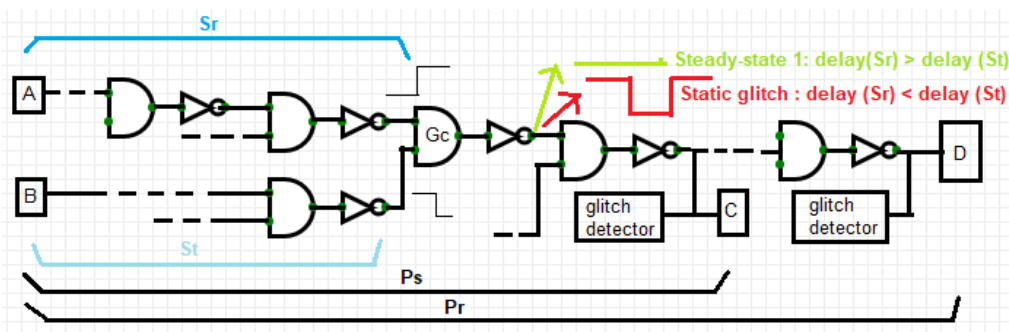 Sr
Steady-state 1: delay(Sr) > delay (St)
A
Static glitch : delay (Sr) < delay (St)
Gc
D
B
glitch
detector
C
glitch
detector
St
Ps
Pr